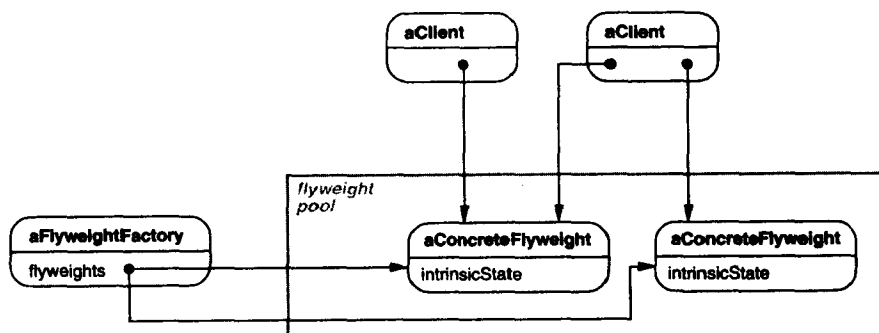 aClient
aClient
flyweight
pool
aFlyweightFactory
flyweights
aConcreteFlyweight
intrinsicState
aConcreteFlyweight
intrinsicState